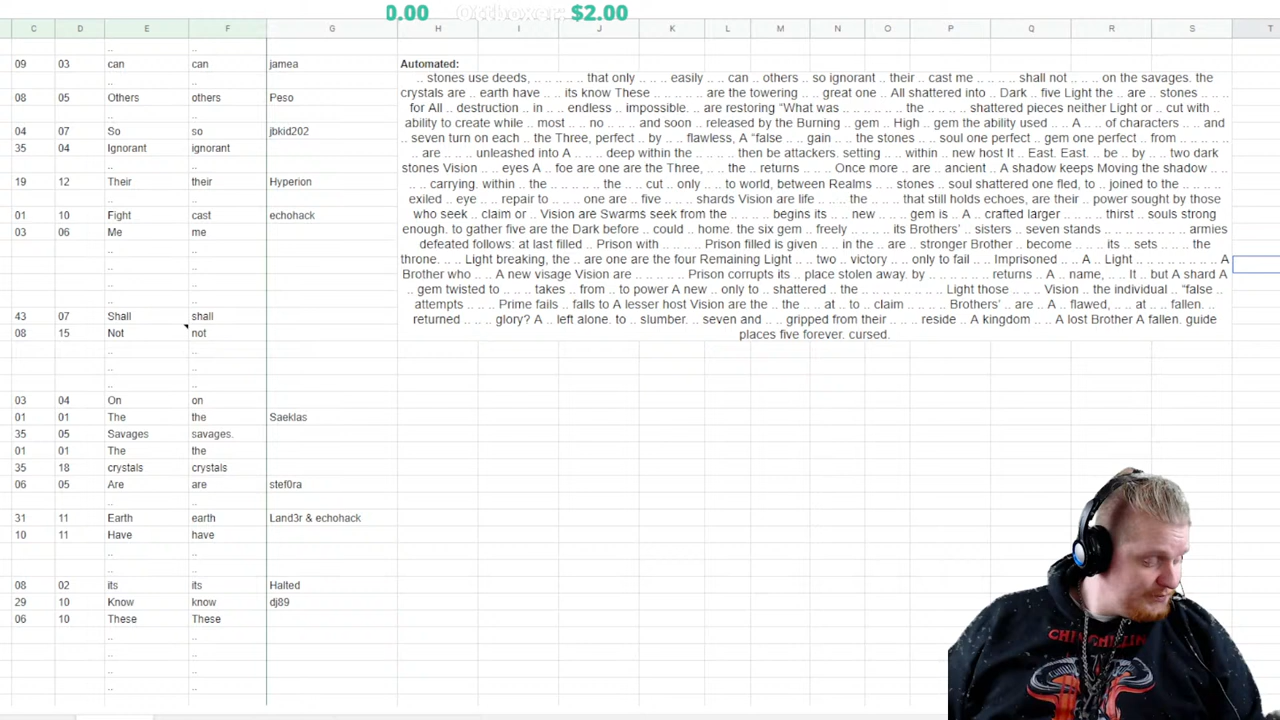 0.00 Ottboxer: $2.00
C D E F G H I J K L M N O P Q R S T
.. ..
09 03 can can jamea
.. ..
08 05 Others others Peso
.. ..
04 07 So so jbkid202
35 04 Ignorant ignorant
.. ..
19 12 Their their Hyperion
.. ..
01 10 Fight cast echohack
03 06 Me me
.. ..
.. ..
.. ..
.. ..
43 07 Shall shall
08 15 Not not
.. ..
.. ..
.. ..
03 04 On on
01 01 The the Saeklas
35 05 Savages savages.
01 01 The the
35 18 crystals crystals
06 05 Are are stef0ra
.. ..
31 11 Earth earth Land3r & echohack
10 11 Have have
.. ..
.. ..
08 02 its its Halted
29 10 Know know dj89
06 10 These These
.. ..
.. ..
.. ..
.. ..
Automated:
.. stones use deeds, .. .. .. .. .. that only .. .. .. easily .. can .. others .. so ignorant .. their .. cast me .. .. .. .. shall not .. .. .. on the savages. the
crystals are .. earth have .. .. its know These .. .. .. .. are the towering .. .. great one .. All shattered into .. Dark .. five Light the .. are .. stones .. .. ..
for All .. destruction .. in .. .. endless .. impossible. .. are restoring “What was .. .. .. .. the .. .. .. shattered pieces neither Light or .. cut with ..
ability to create while .. most .. .. no .. .. and soon .. released by the Burning .. gem .. High .. gem the ability used .. .. A .. of characters .. .. and
.. seven turn on each .. the Three, perfect .. by .. flawless, A “false .. .. gain .. .. the stones .. .. soul one perfect .. gem one perfect .. from .. .. ..
.. are .. .. .. unleashed into A .. .. deep within the .. .. .. .. then be attackers. setting .. .. within .. new host It .. East. East. .. be .. by .. .. two dark
stones Vision .. .. eyes A .. foe are one are the Three, .. .. the .. returns .. .. .. Once more .. are .. ancient .. A shadow keeps Moving the shadow ..
.. .. carrying. within .. the .. .. .. .. the .. cut .. only .. .. to world, between Realms .. .. stones .. soul shattered one fled, to .. joined to the .. .. ..
exiled .. eye .. repair to .. .. .. one are .. five .. .. shards Vision are life .. .. .. the .. .. that still holds echoes, are their .. power sought by those
who seek .. claim or .. Vision are Swarms seek from the .. .. .. begins its .. new .. gem is .. A .. crafted larger .. .. .. thirst .. souls strong
enough. to gather five are the Dark before .. could .. home. the six gem .. freely .. .. .. its Brothers’ .. sisters .. seven stands .. .. .. .. armies
defeated follows: at last filled .. Prison with .. .. .. Prison filled is given .. .. in the .. are .. stronger Brother .. become .. .. its .. sets .. .. .. the
throne. .. .. Light breaking, the .. are one are the four Remaining Light .. .. two .. victory .. .. only to fail .. .. Imprisoned .. .. A .. Light .. .. .. .. .. .. A
Brother who .. .. A new visage Vision are .. .. .. .. Prison corrupts its .. place stolen away. by .. .. .. .. returns .. A .. name, .. .. It .. but A shard A
.. gem twisted to .. .. .. takes .. from .. to power A new .. only to .. shattered .. the .. .. .. .. .. .. Light those .. .. Vision .. the individual .. “false
attempts .. .. Prime fails .. falls to A lesser host Vision are the .. the .. at .. to claim .. .. .. Brothers’ .. are .. A .. flawed, .. .. at .. fallen.
returned .. .. .. glory? A .. left alone. to .. slumber. .. seven and .. .. gripped from their .. .. .. reside .. A kingdom .. .. A lost Brother A fallen. guide
places five forever. cursed.